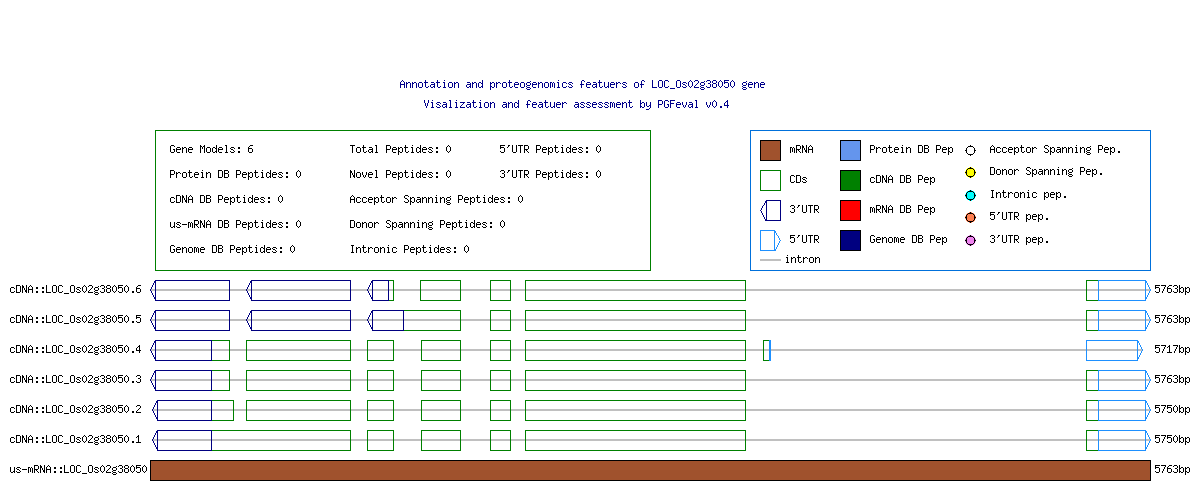 Annotation and proteogenomics featuers of LOC_Os02g38050 gene
Visalization and featuer assessment by PGFeval v0.4
Gene Models: 6 Total Peptides: 0 5'UTR Peptides: 0
Protein DB Peptides: 0 Novel Peptides: 0 3'UTR Peptides: 0
cDNA DB Peptides: 0 Acceptor Spanning Peptides: 0
us-mRNA DB Peptides: 0 Donor Spanning Peptides: 0
Genome DB Peptides: 0 Intronic Peptides: 0
mRNA Protein DB Pep Acceptor Spanning Pep.
CDs cDNA DB Pep Donor Spanning Pep.
3'UTR mRNA DB Pep Intronic pep.
5'UTR Genome DB Pep 5'UTR pep.
3'UTR pep.
intron
cDNA::LOC_Os02g38050.6 5763bp
cDNA::LOC_Os02g38050.5 5763bp
cDNA::LOC_Os02g38050.4 5717bp
cDNA::LOC_Os02g38050.3 5763bp
cDNA::LOC_Os02g38050.2 5750bp
cDNA::LOC_Os02g38050.1 5750bp
us-mRNA::LOC_Os02g38050 5763bp